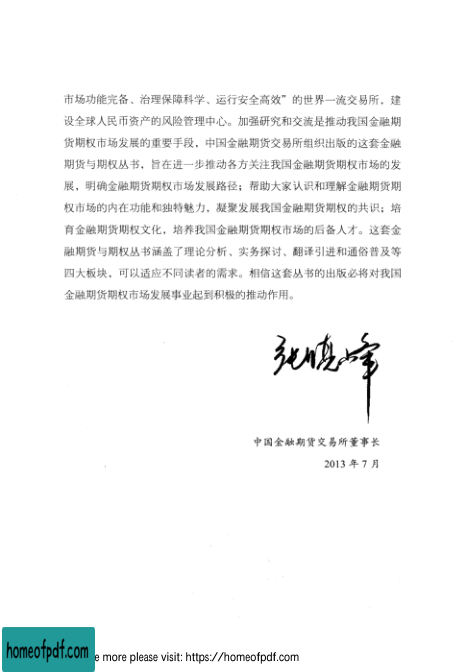 市场功能完备、治理保障科学、运行安全高效”的世界一流交易所，建
设全球人民币资产的风险管理中心。加强研究和交流是推动我国金融期
货期权市场发展的重要手段，中国金融期货交易所组织出版的这套金融
期货与期权丛书，旨在进一步推动各方关注我国金融期货期权市场的发
展，明确金融期货期权市场发展路径；帮助大家认识和理解金融期货期
权市场的内在功能和独特魅力，凝聚发展我国金融期货期权的共识；培
育金融期货期权文化，培养我国金融期货期权市场的后备人才。这套金
融期货与期权丛书涵盖了理论分析、实务探讨、翻译引进和通俗普及等
四大板块，可以适应不同读者的需求。相信这套丛书的出版必将对我国
金融期货期权市场发展事业起到积极的推动作用。
张晓峰
中国金融期货交易所董事长
2013 年 7 月
homeofpdf.com
e more please visit: https://homeofpdf.com